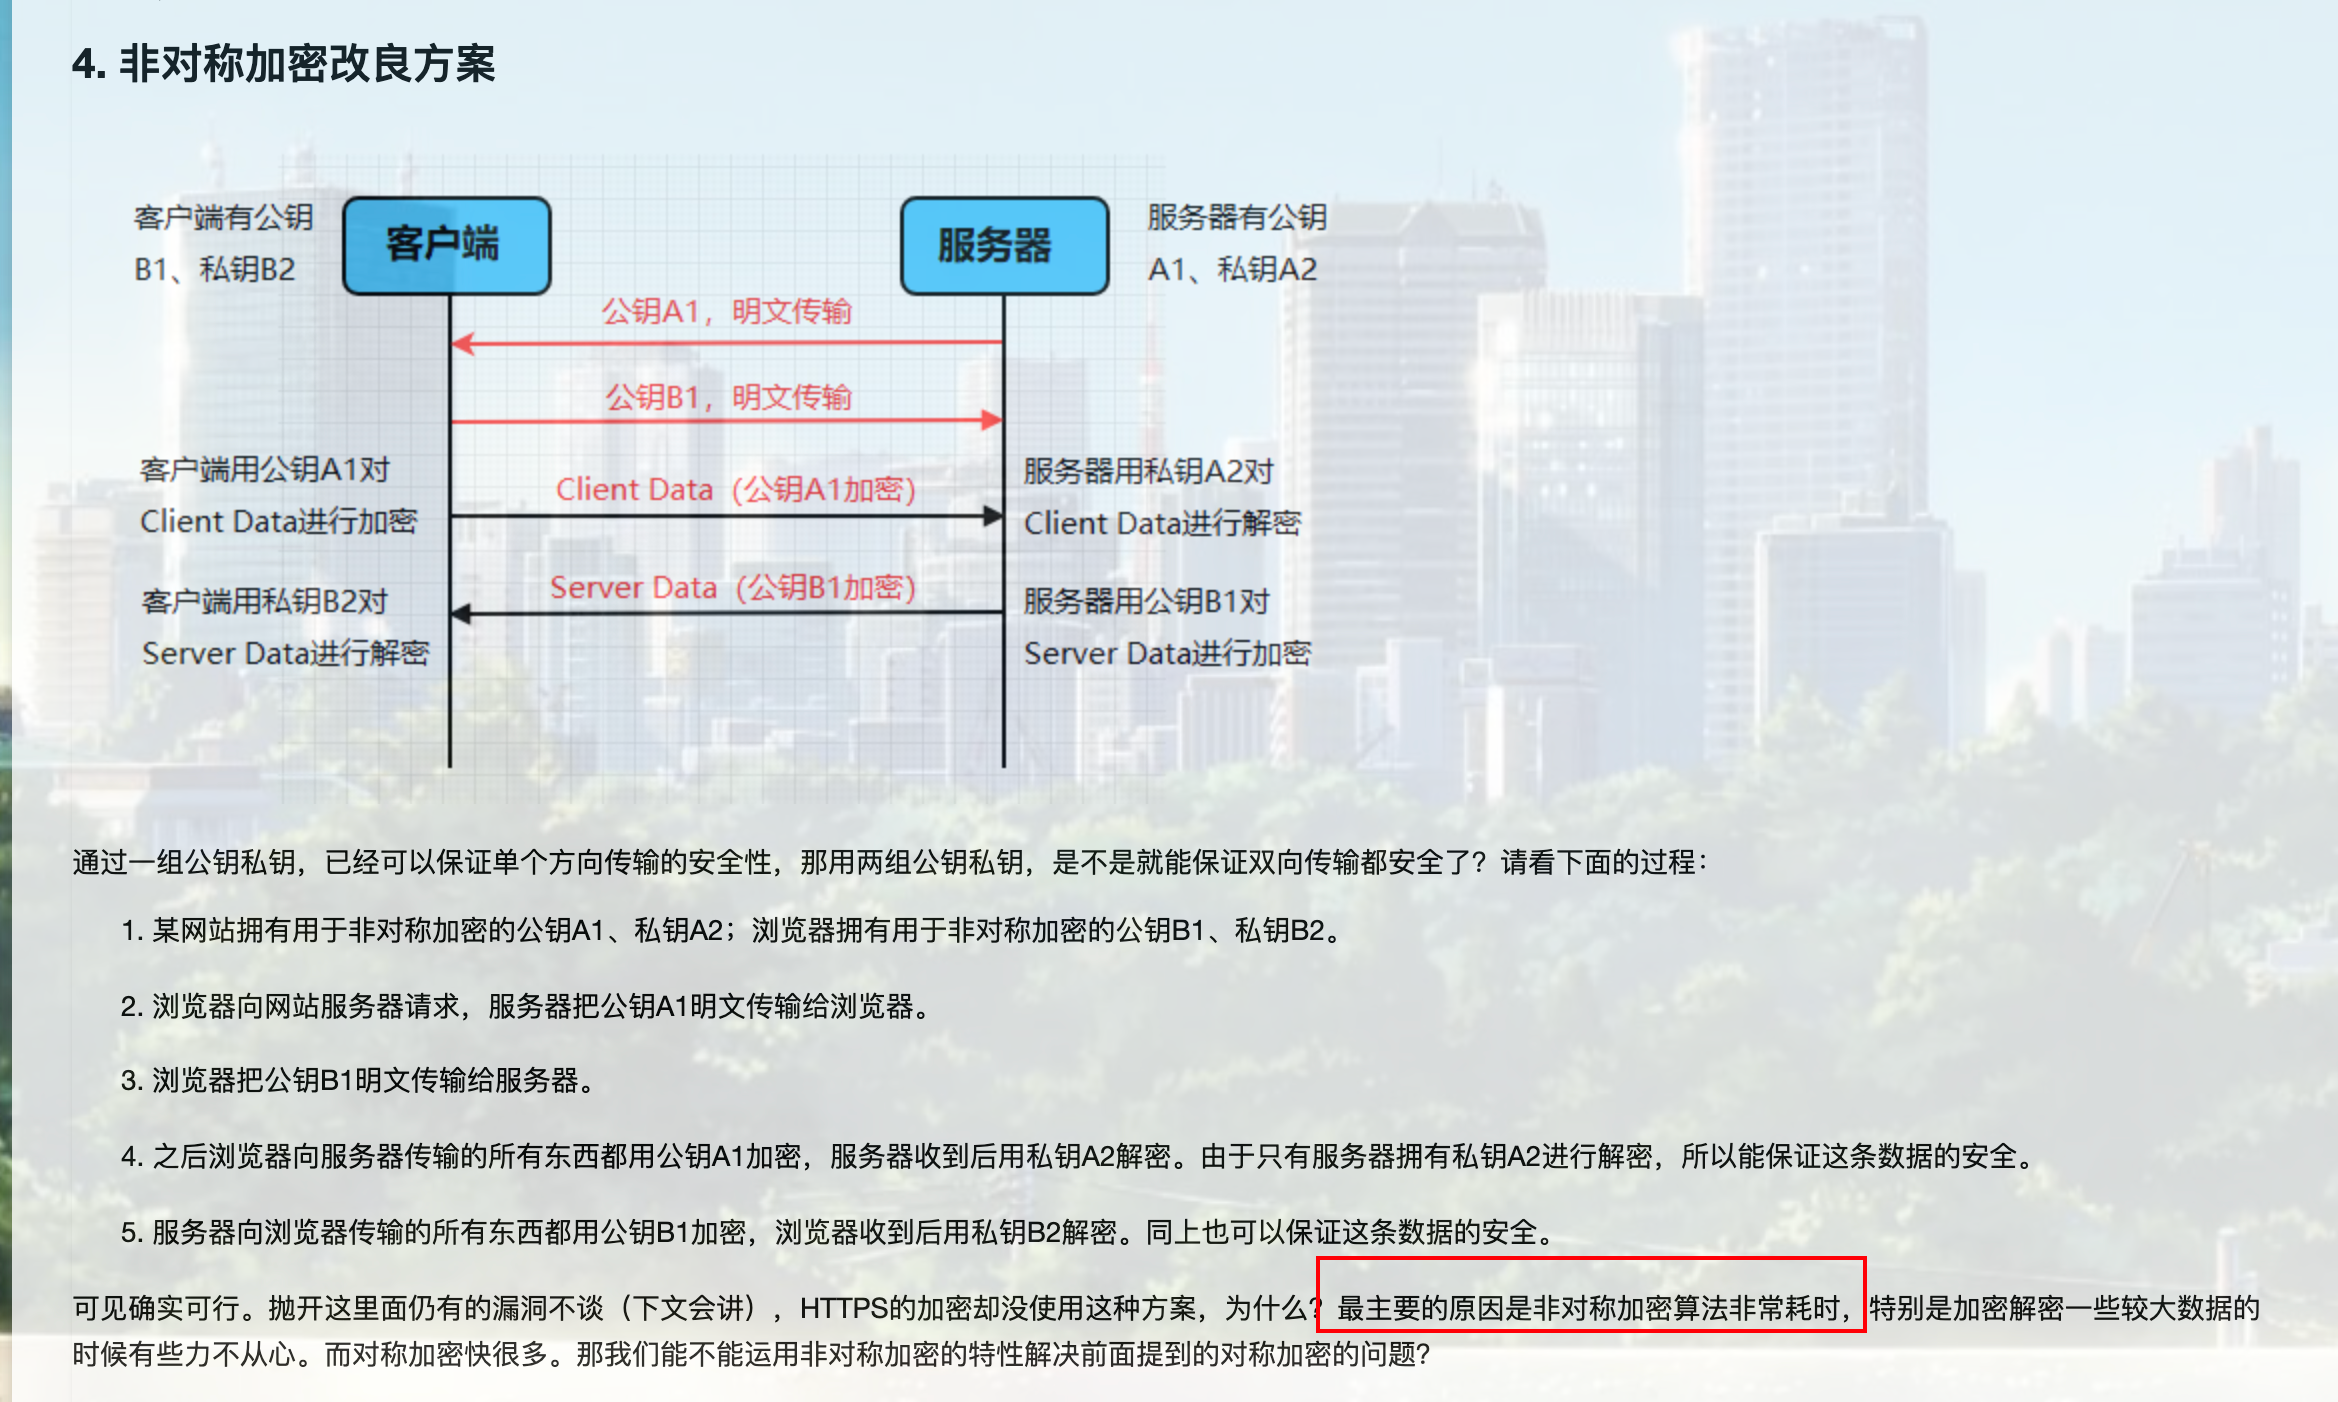 4. 非对称加密改良方案
客户端有公钥
B1、私钥B2
客户端
服务器
服务器有公钥
A1、私钥A2
公钥A1，明文传输
公钥B1，明文传输
客户端用公钥A1对
Client Data进行加密
Client Data（公钥A1加密）
服务器用私钥A2对
Client Data进行解密
客户端用私钥B2对
Server Data进行解密
Server Data（公钥B1加密）
服务器用公钥B1对
Server Data进行加密
通过一组公钥私钥，已经可以保证单个方向传输的安全性，那用两组公钥私钥，是不是就能保证双向传输都安全了？请看下面的过程：
1. 某网站拥有用于非对称加密的公钥A1、私钥A2；浏览器拥有用于非对称加密的公钥B1、私钥B2。
2. 浏览器向网站服务器请求，服务器把公钥A1明文传输给浏览器。
3. 浏览器把公钥B1明文传输给服务器。
4. 之后浏览器向服务器传输的所有东西都用公钥A1加密，服务器收到后用私钥A2解密。由于只有服务器拥有私钥A2进行解密，所以能保证这条数据的安全。
5. 服务器向浏览器传输的所有东西都用公钥B1加密，浏览器收到后用私钥B2解密。同上也可以保证这条数据的安全。
可见确实可行。抛开这里面仍有的漏洞不谈（下文会讲），HTTPS的加密却没使用这种方案，为什么？最主要的原因是非对称加密算法非常耗时，特别是加密解密一些较大数据的
时候有些力不从心。而对称加密快很多。那我们能不能运用非对称加密的特性解决前面提到的对称加密的问题？